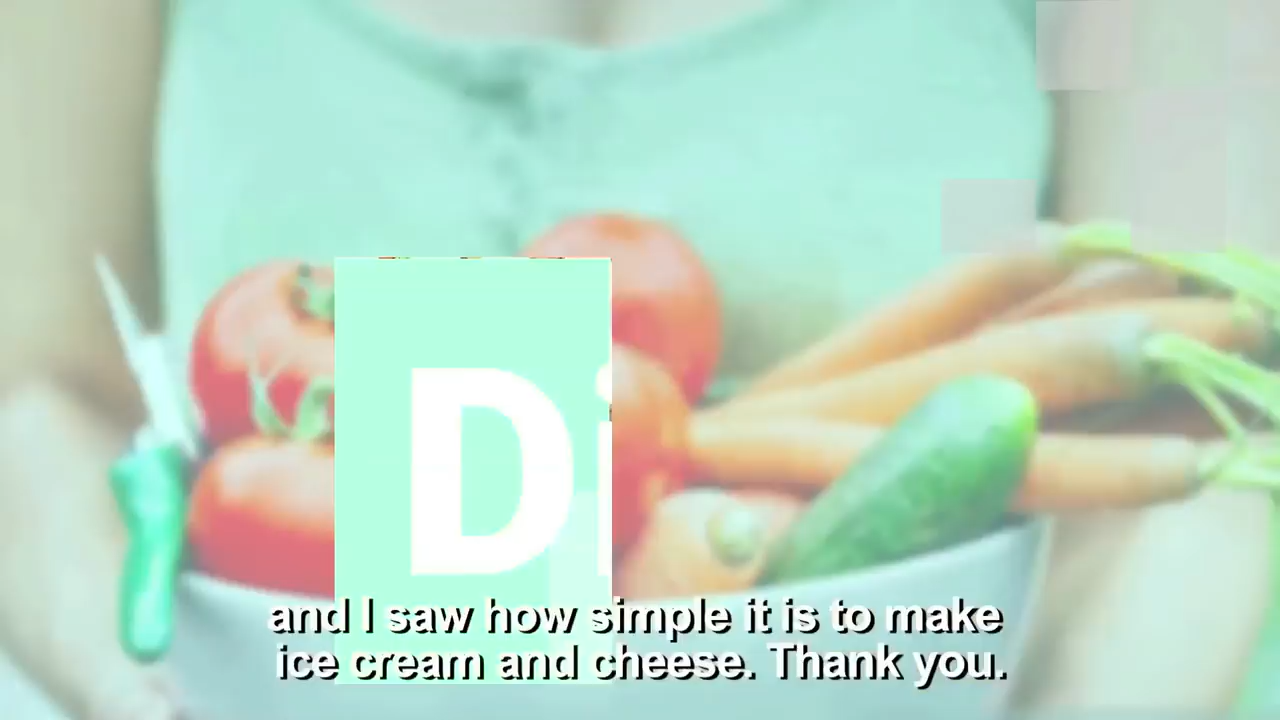 Di
and I saw how simple it is to make
ice cream and cheese. Thank you.